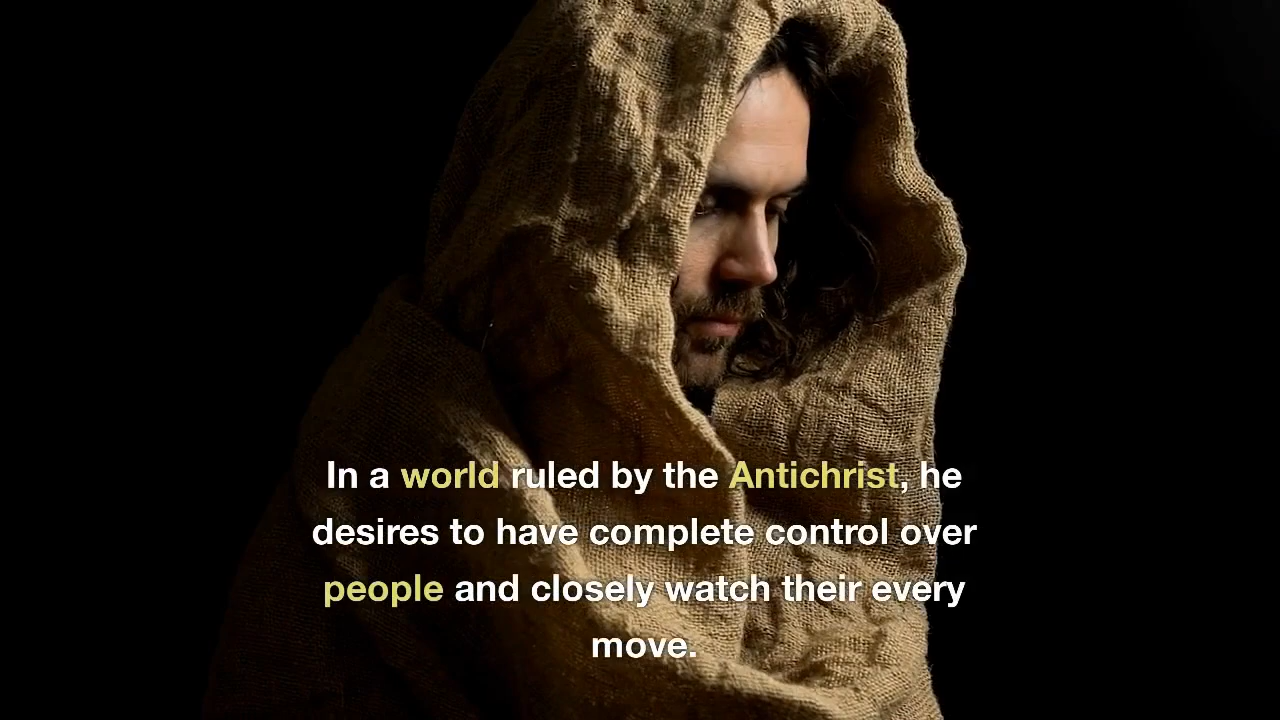 In a world ruled by the Antichrist, he
desires to have complete control over
people and closely watch their every
move.